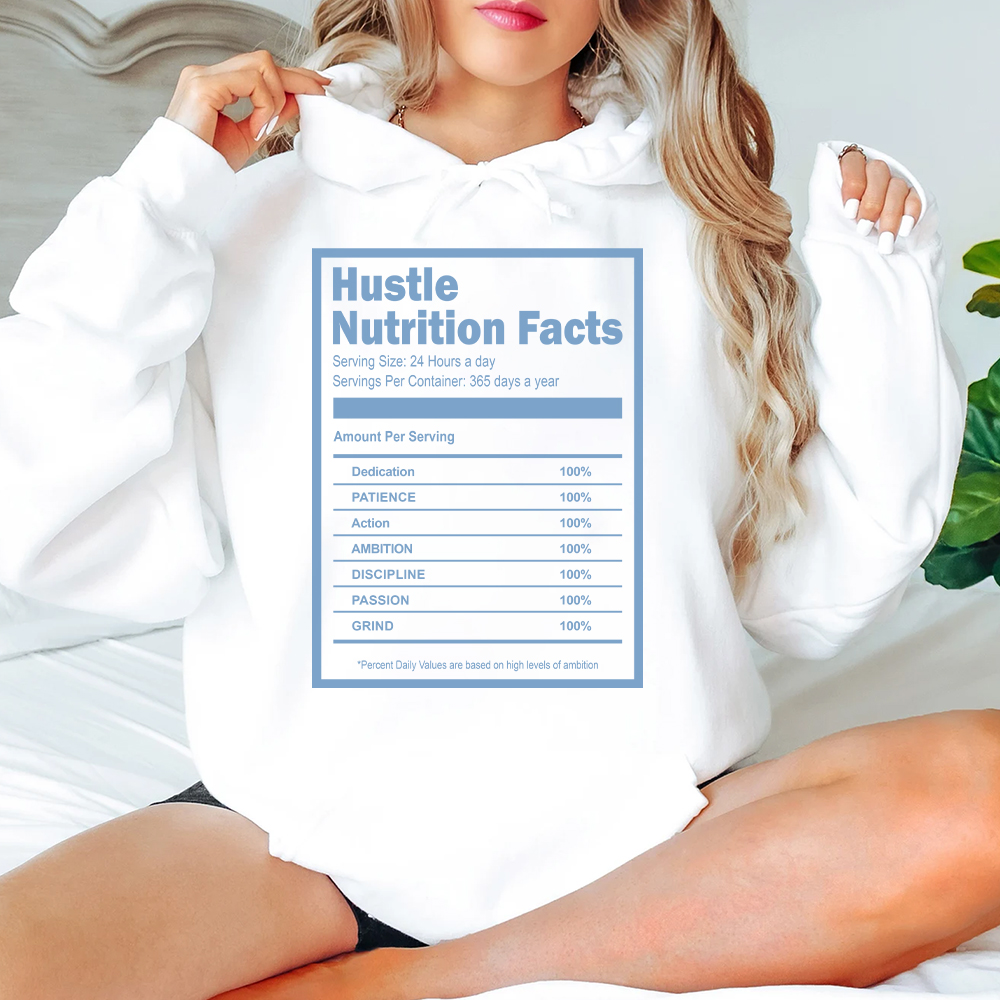 Hustle
Nutrition Facts
Serving Size: 24 Hours a day
Servings Per Container: 365 days a year
Amount Per Serving
Dedication 100%
PATIENCE 100%
Action 100%
AMBITION 100%
DISCIPLINE 100%
PASSION 100%
GRIND 100%
*Percent Daily Values are based on high levels of ambition